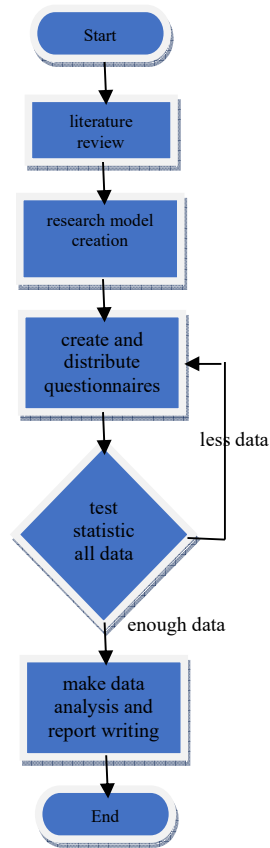 Start
literature
review
research model
creation
create and
distribute
questionnaires
less data
test
statistic
all data
enough data
make data
analysis and
report writing
End